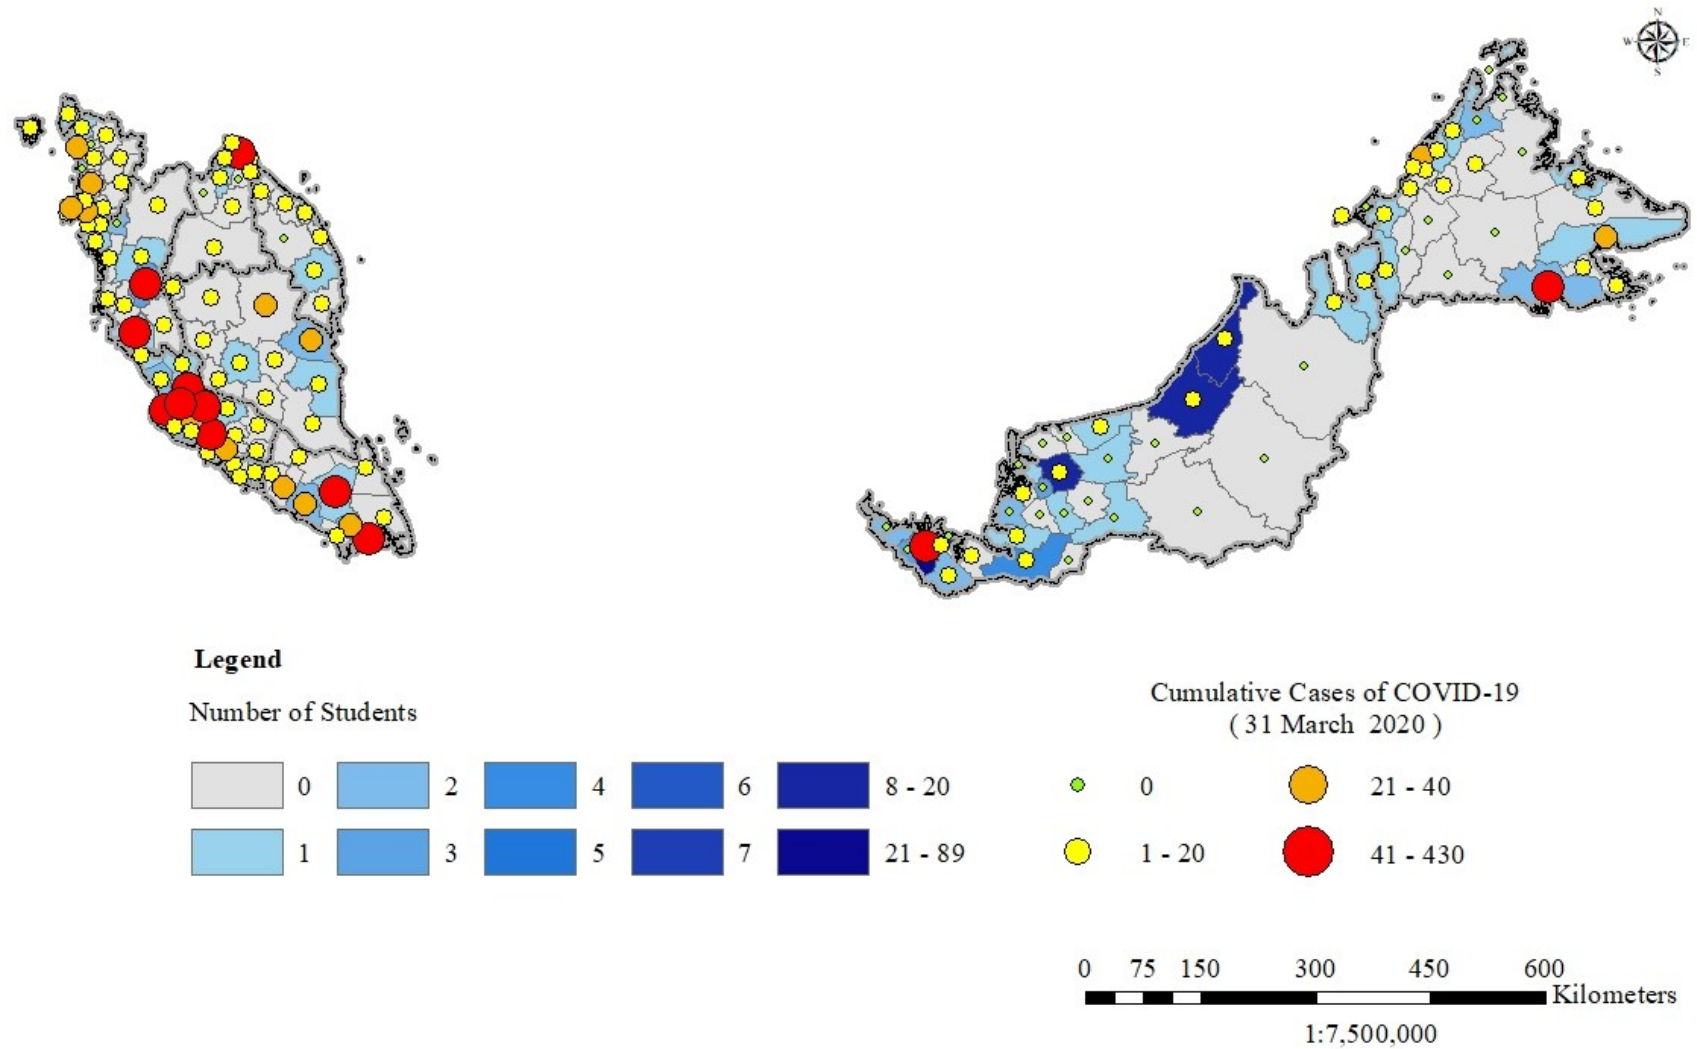 N
W E
S
Legend
Number of Students
0 2 4 6 8 - 20
1 3 5 7 21 - 89
Cumulative Cases of COVID-19
( 31 March 2020 )
0 21 - 40
1 - 20 41 - 430
0 75 150 300 450 600
Kilometers
1:7,500,000